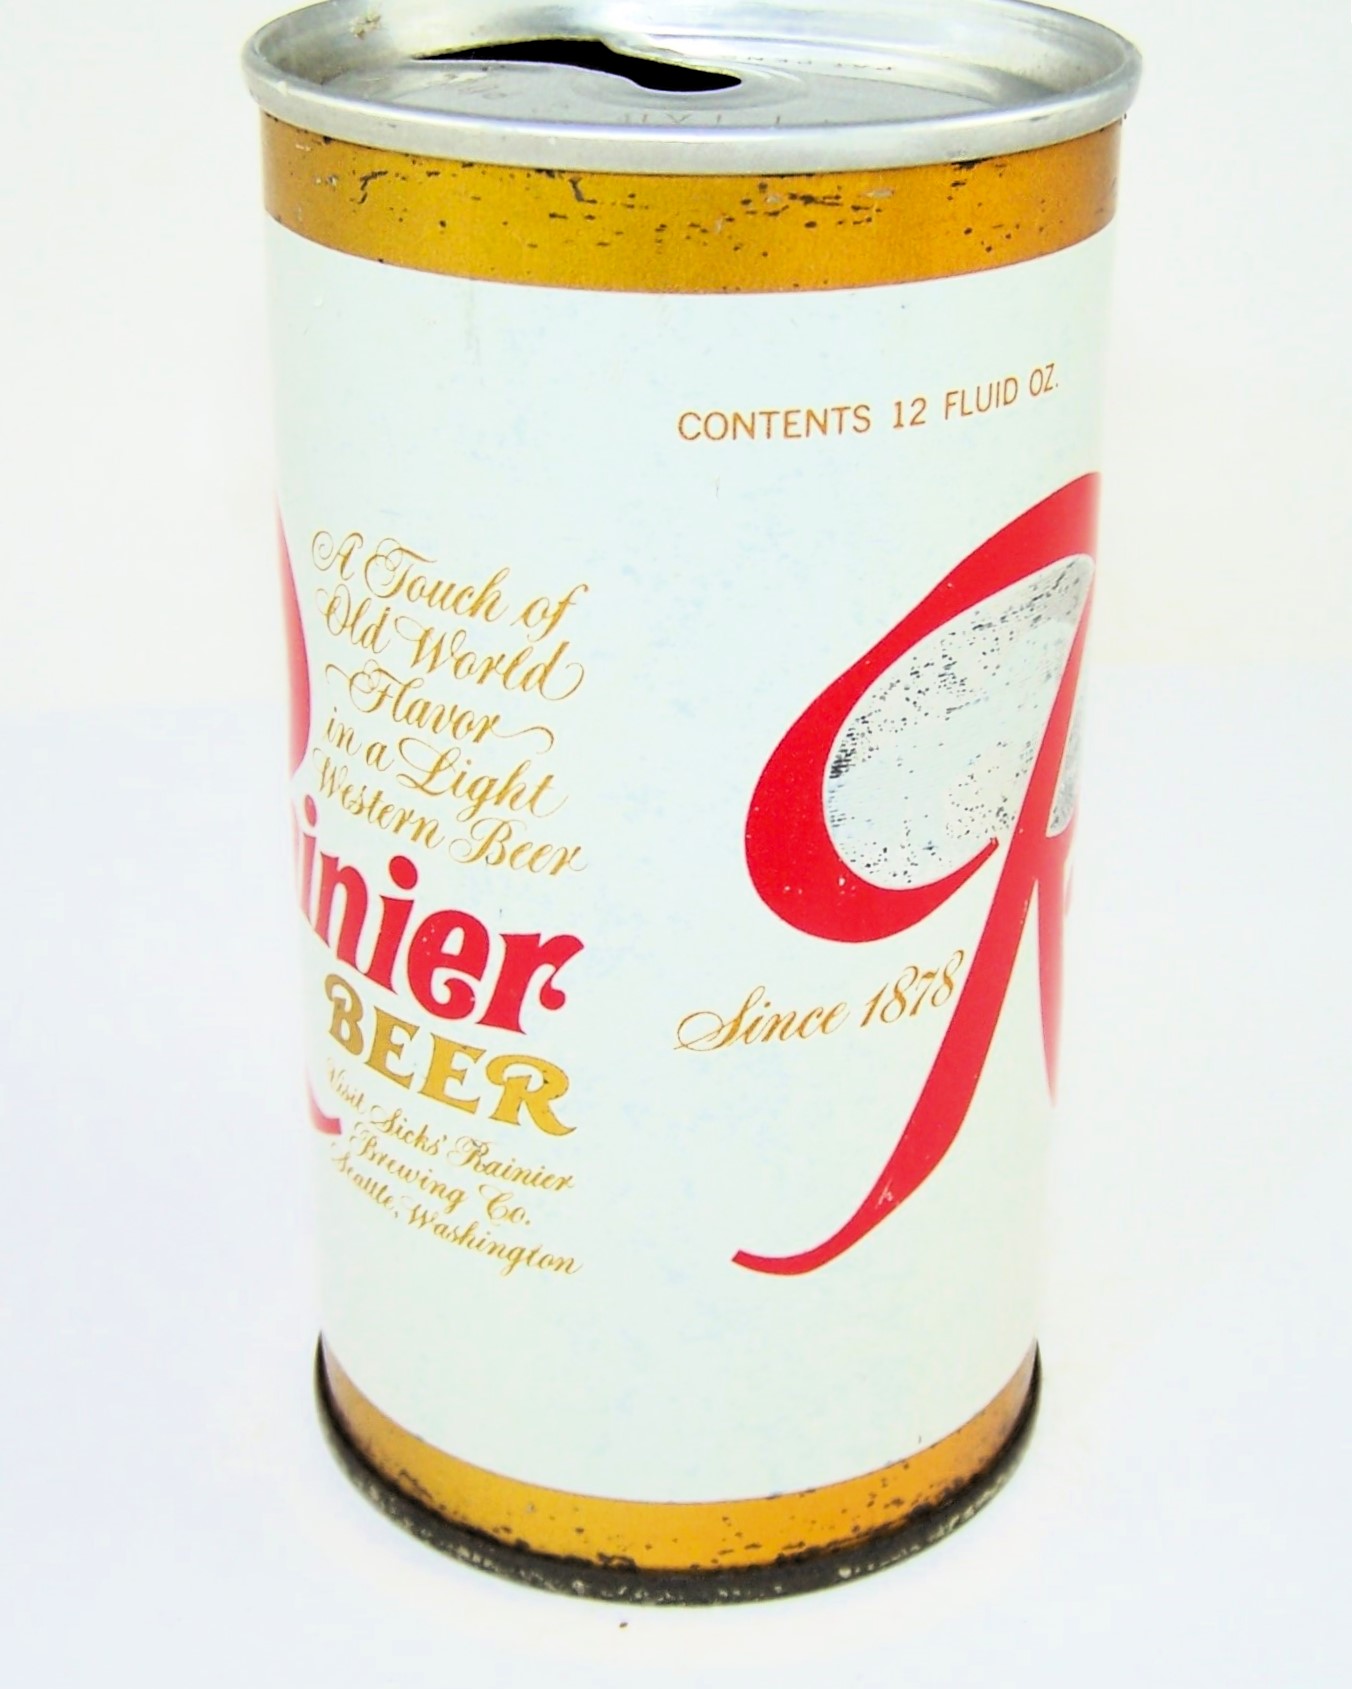 A Touch of
Old World
Flavor
in a Light
Western Beer
inier
BEER
Visit Sicks' Rainier
Brewing Co.
Seattle, Washington
CONTENTS 12 FLUID OZ.
R
Since 1878